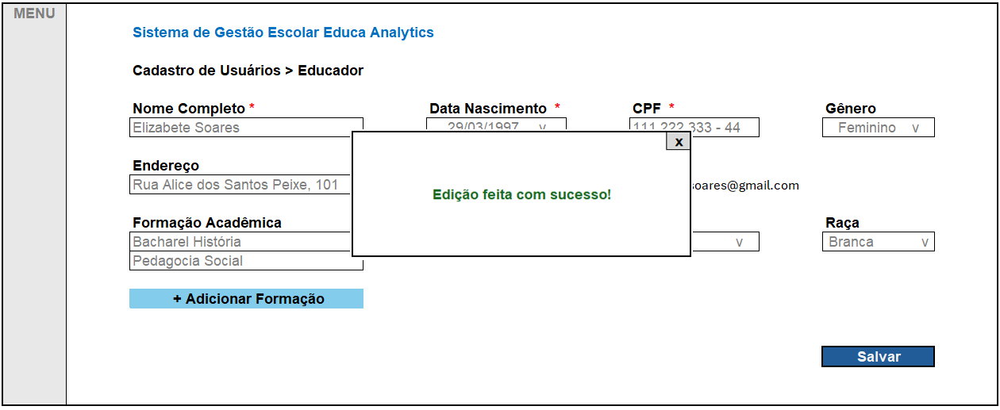 MENU
Sistema de Gestão Escolar Educa Analytics
Cadastro de Usuários > Educador
Nome Completo * Data Nascimento * CPF * Gênero
Elizabete Soares 29/03/1997 v 111.222.333 - 44 Feminino v
x
Endereço
Rua Alice dos Santos Peixe, 101 soares@gmail.com
Edição feita com sucesso!
Formação Acadêmica Raça
Bacharel História v Branca v
Pedagocia Social
+ Adicionar Formação
Salvar